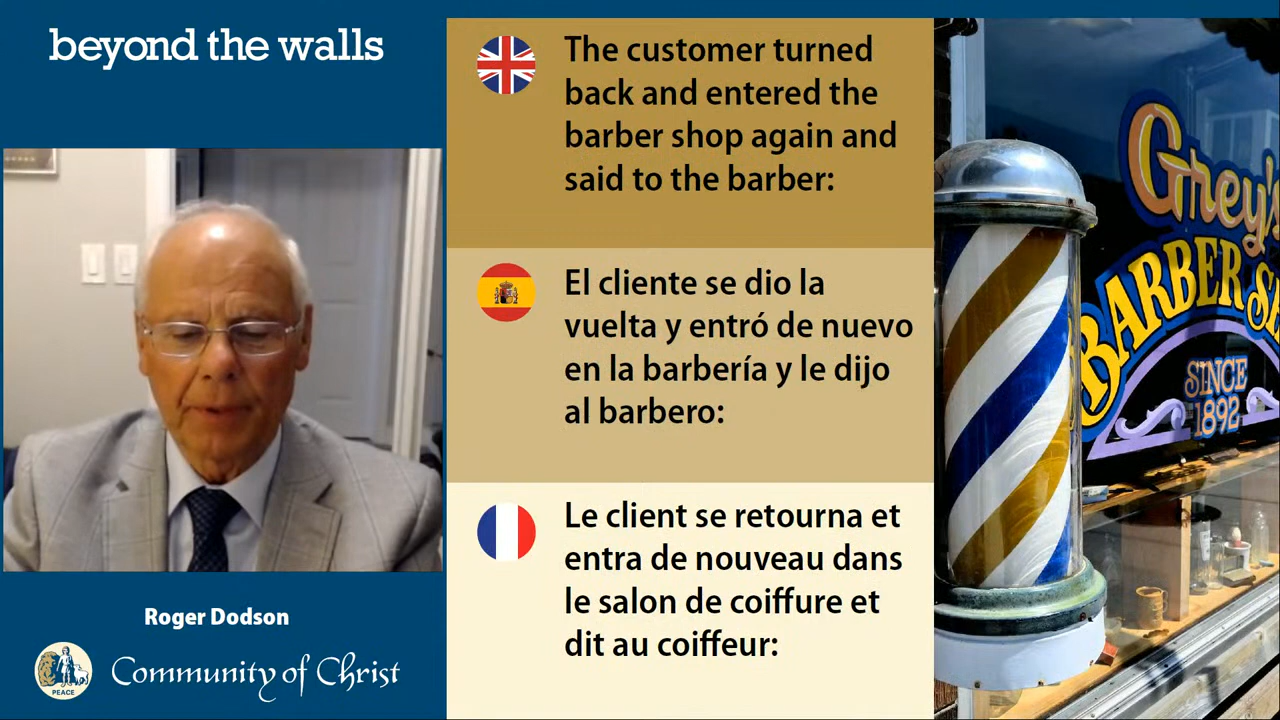 beyond the walls
The customer turned
back and entered the
barber shop again and
said to the barber:
El cliente se dio la
vuelta y entró de nuevo
en la barbería y le dijo
al barbero:
Le client se retourna et
entra de nouveau dans
le salon de coiffure et
dit au coiffeur:
Roger Dodson
PEACE
Community of Christ
Grey's
BARBER
SINCE
1892